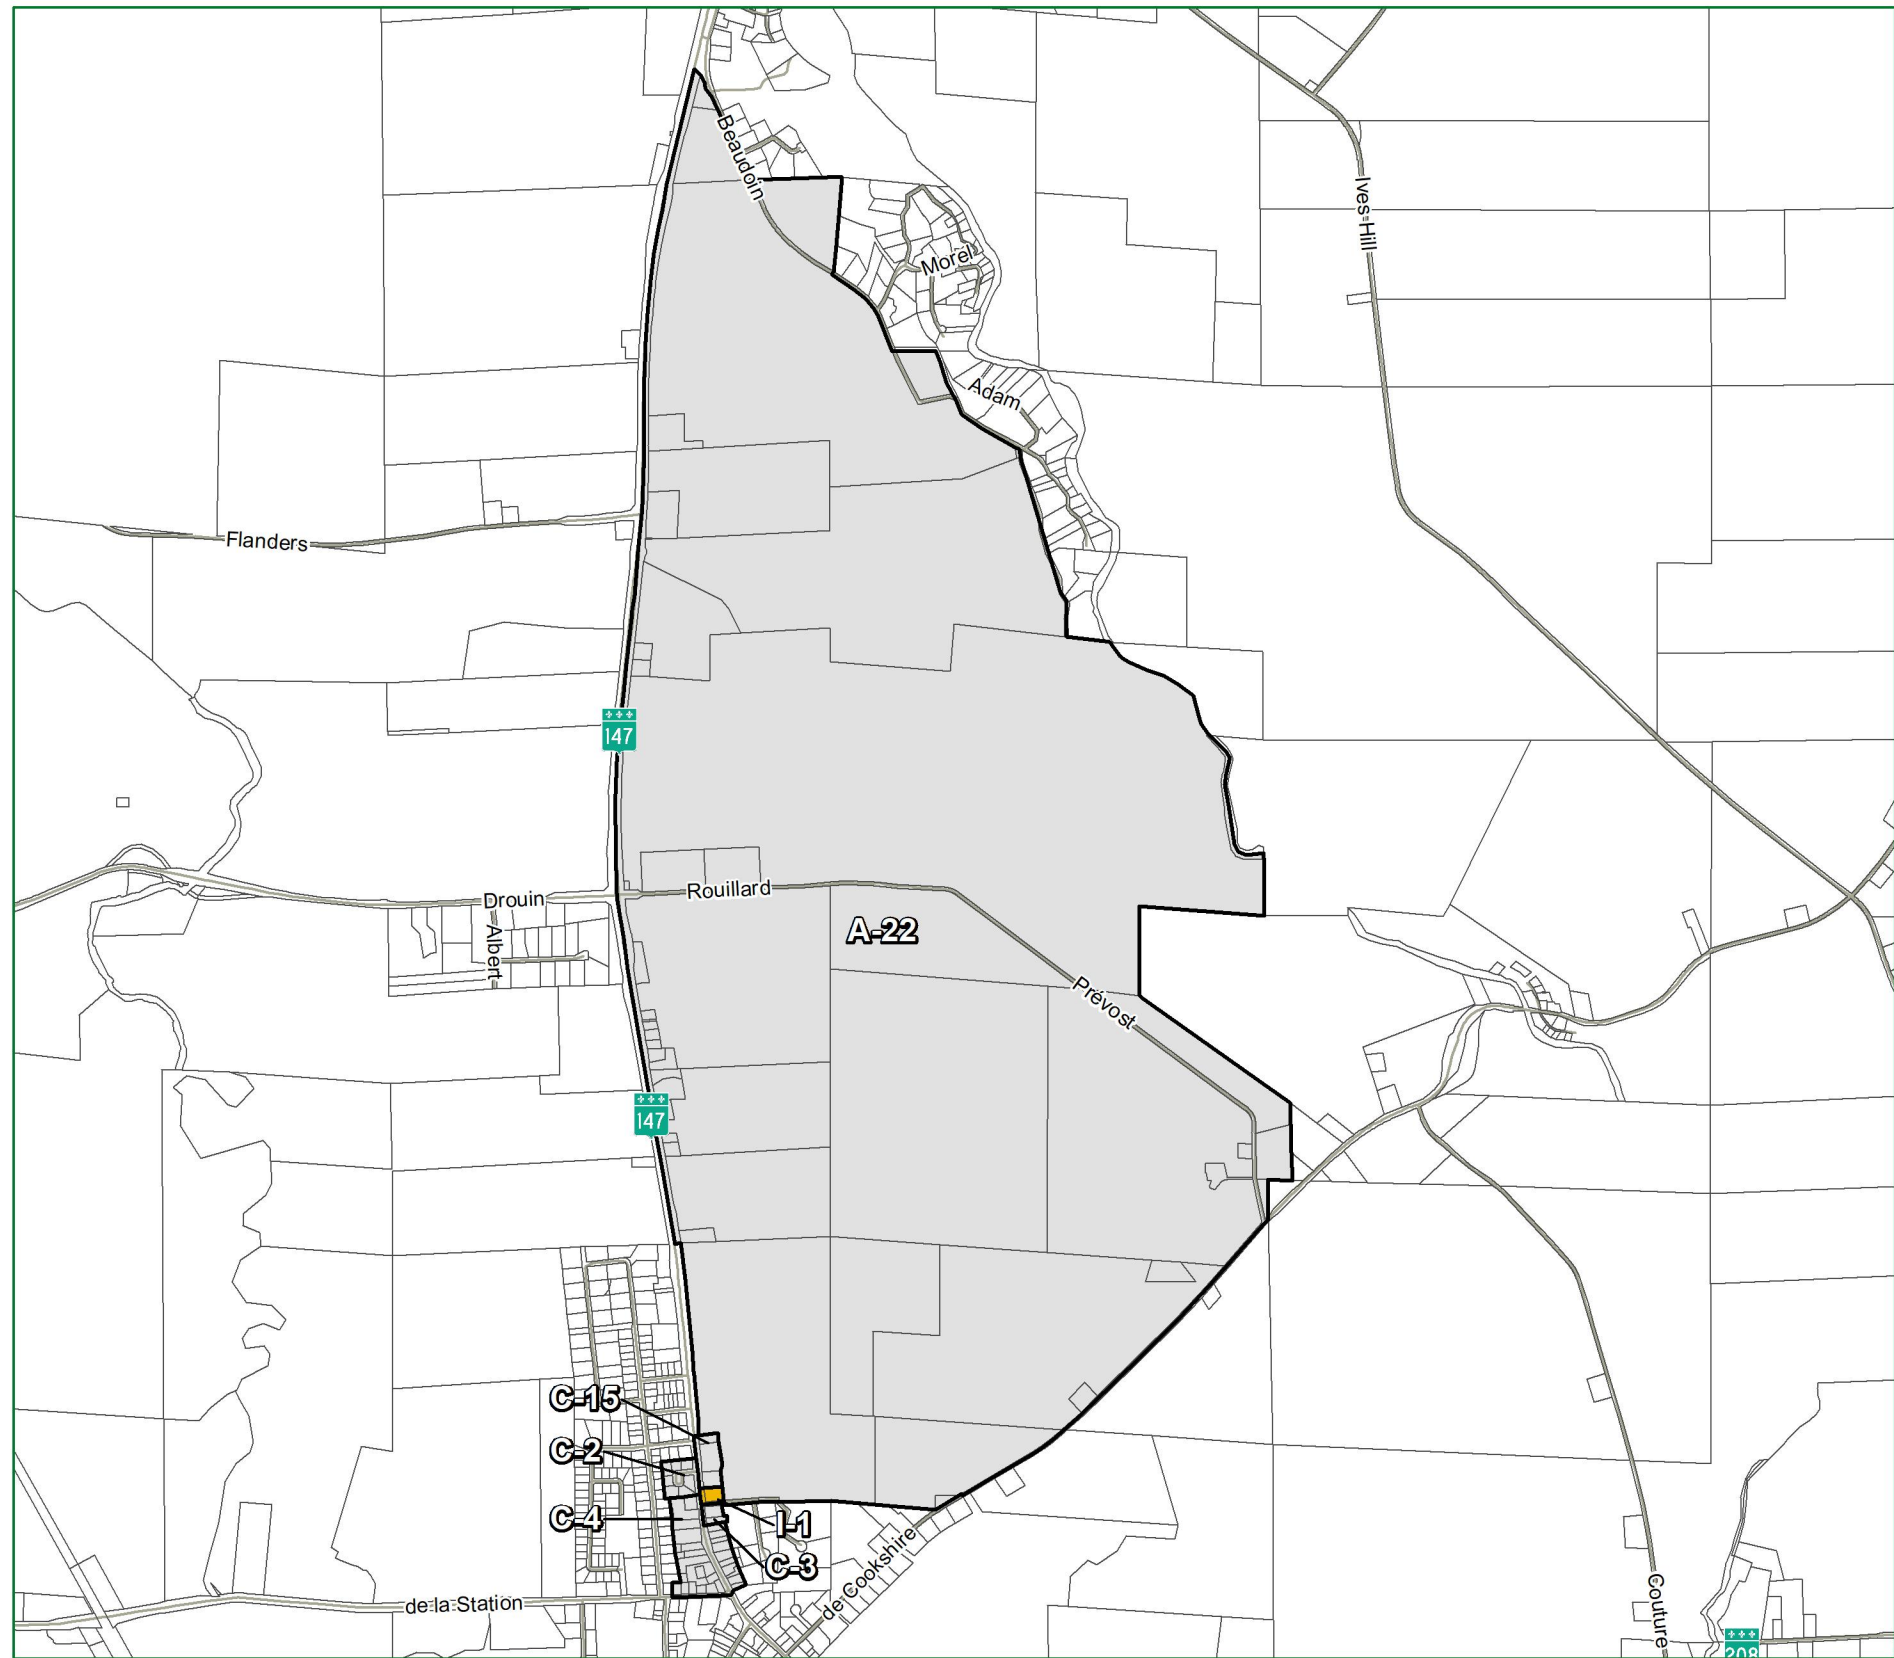 Beaudoin
Ives-Hill
Morel
Adam
Flanders
147
Rouillard
Drouin
Albert
A-22
Prévost
147
C-15
C-2
C-4
I-1
C-3
de Cookshire
de la Station
Couture
208